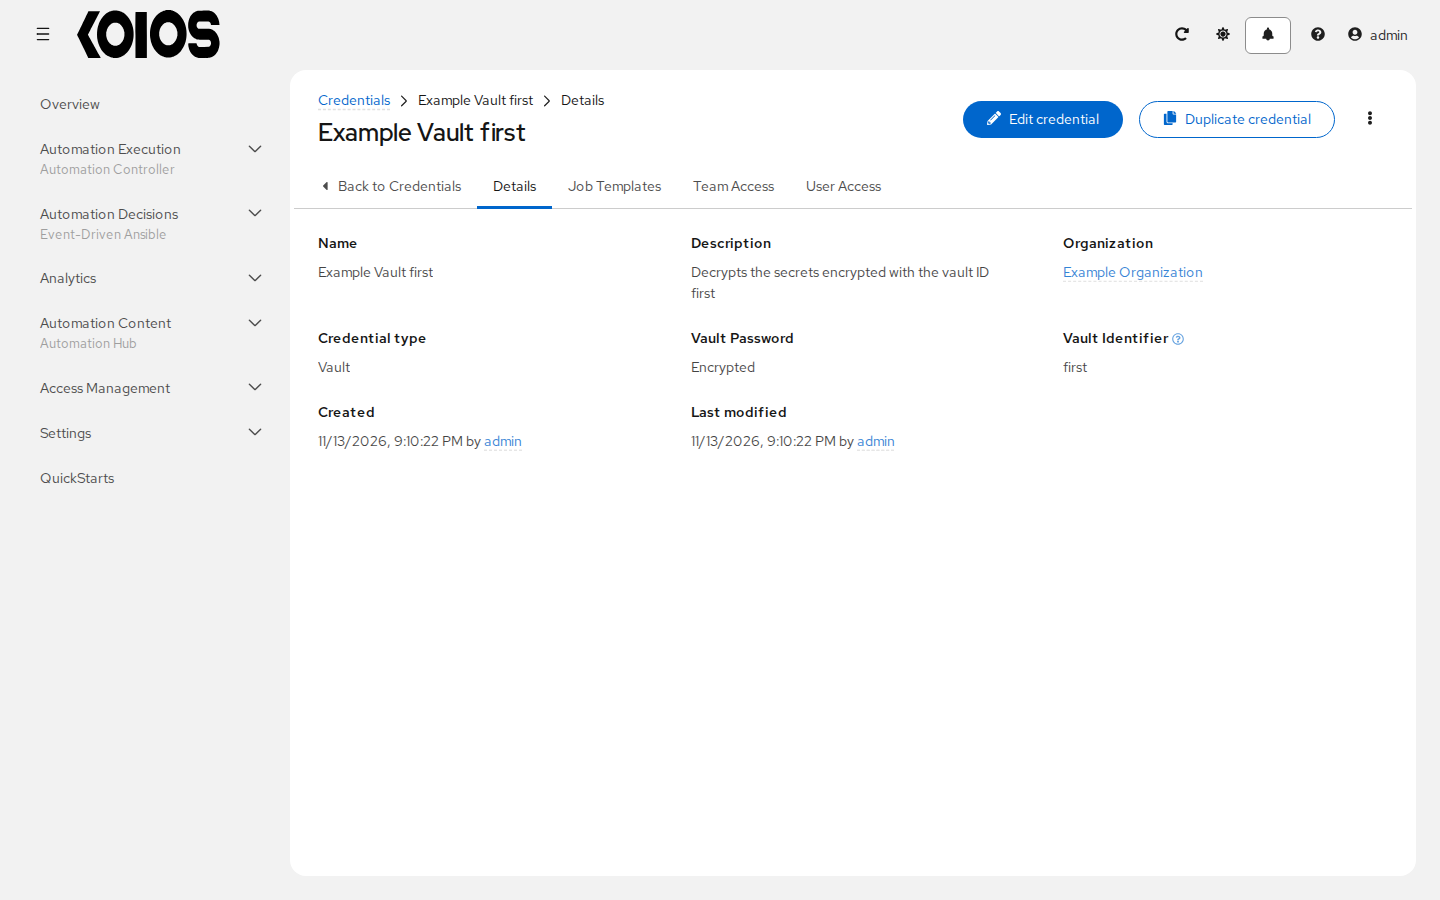 KOIOS
admin
Overview
Automation Execution
Automation Controller
Automation Decisions
Event-Driven Ansible
Analytics
Automation Content
Automation Hub
Access Management
Settings
QuickStarts
Credentials > Example Vault first > Details
Example Vault first
Edit credential
Duplicate credential
Back to Credentials
Details
Job Templates
Team Access
User Access
Name
Example Vault first
Description
Decrypts the secrets encrypted with the vault ID
first
Organization
Example Organization
Credential type
Vault
Vault Password
Encrypted
Vault Identifier
first
Created
11/13/2026, 9:10:22 PM by admin
Last modified
11/13/2026, 9:10:22 PM by admin